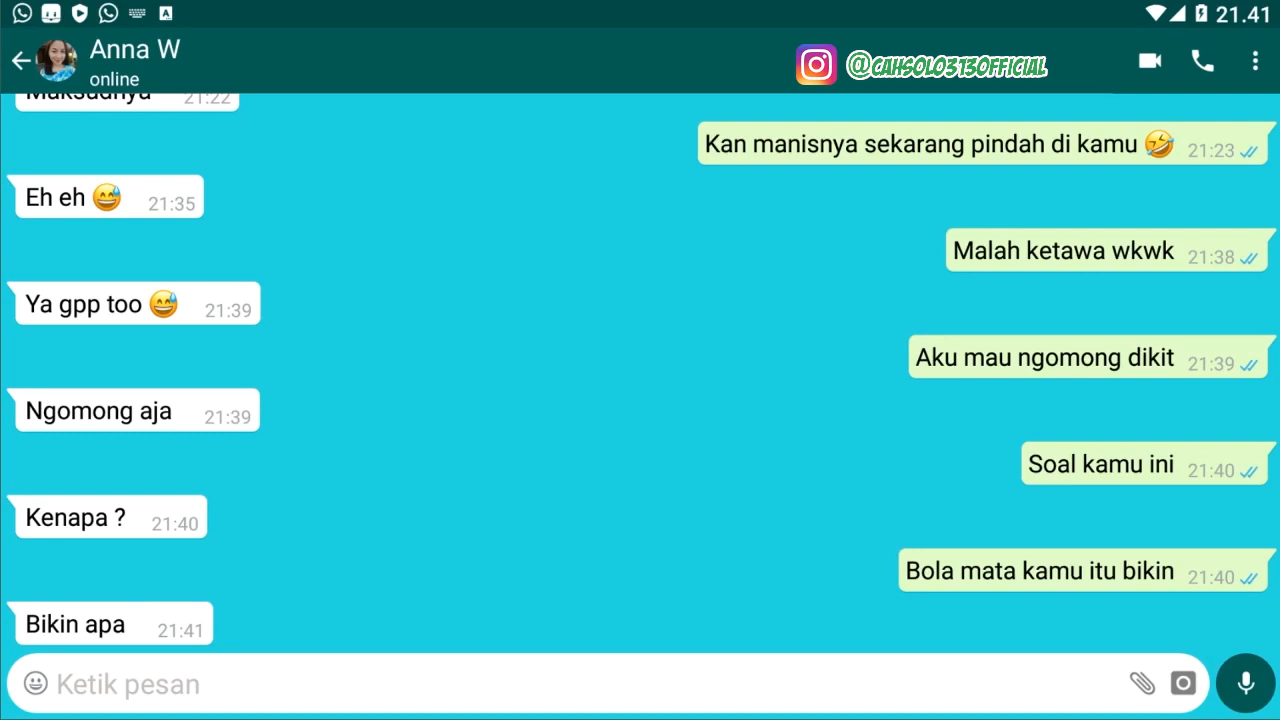 21.41
Anna W
online
@CAHSOLO313OFFICIAL
Maksudnya 21:22
Kan manisnya sekarang pindah di kamu 🤣 21:23
Eh eh 😅 21:35
Malah ketawa wkwk 21:38
Ya gpp too 😅 21:39
Aku mau ngomong dikit 21:39
Ngomong aja 21:39
Soal kamu ini 21:40
Kenapa ? 21:40
Bola mata kamu itu bikin 21:40
Bikin apa 21:41
Ketik pesan